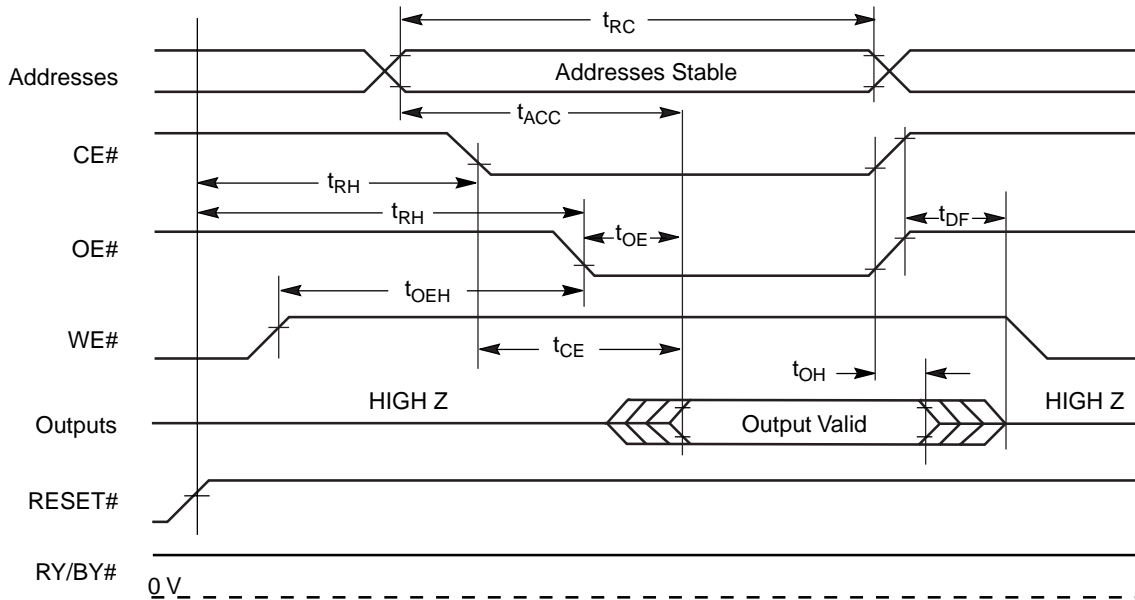 tRC
Addresses
Addresses Stable
tACC
CE#
tRH
tRH
tDF
OE#
tOE
tOEH
WE#
tCE
tOH
HIGH Z
HIGH Z
Outputs
Output Valid
RESET#
RY/BY#
0 V